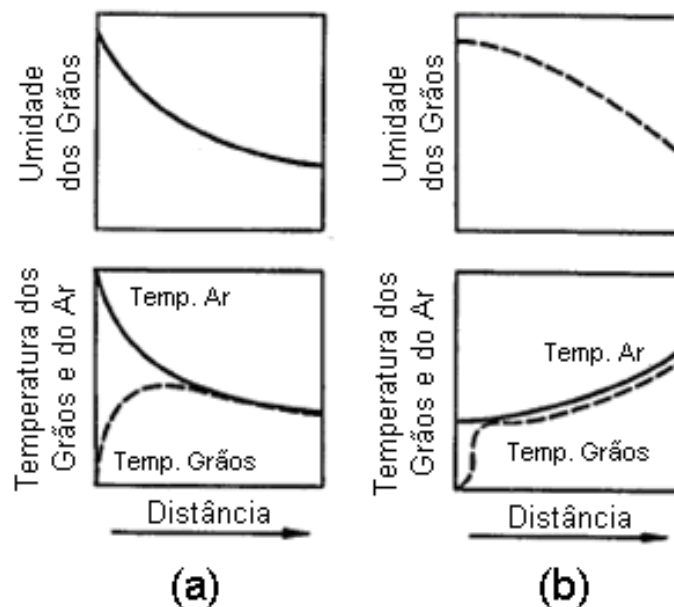 Umidade
dos Grãos
Umidade
dos Grãos
Temperatura dos
Grãos e do Ar
Temp. Ar
Temp. Grãos
Temperatura dos
Grãos e do Ar
Temp. Ar
Temp. Grãos
Distância
Distância
(a)
(b)